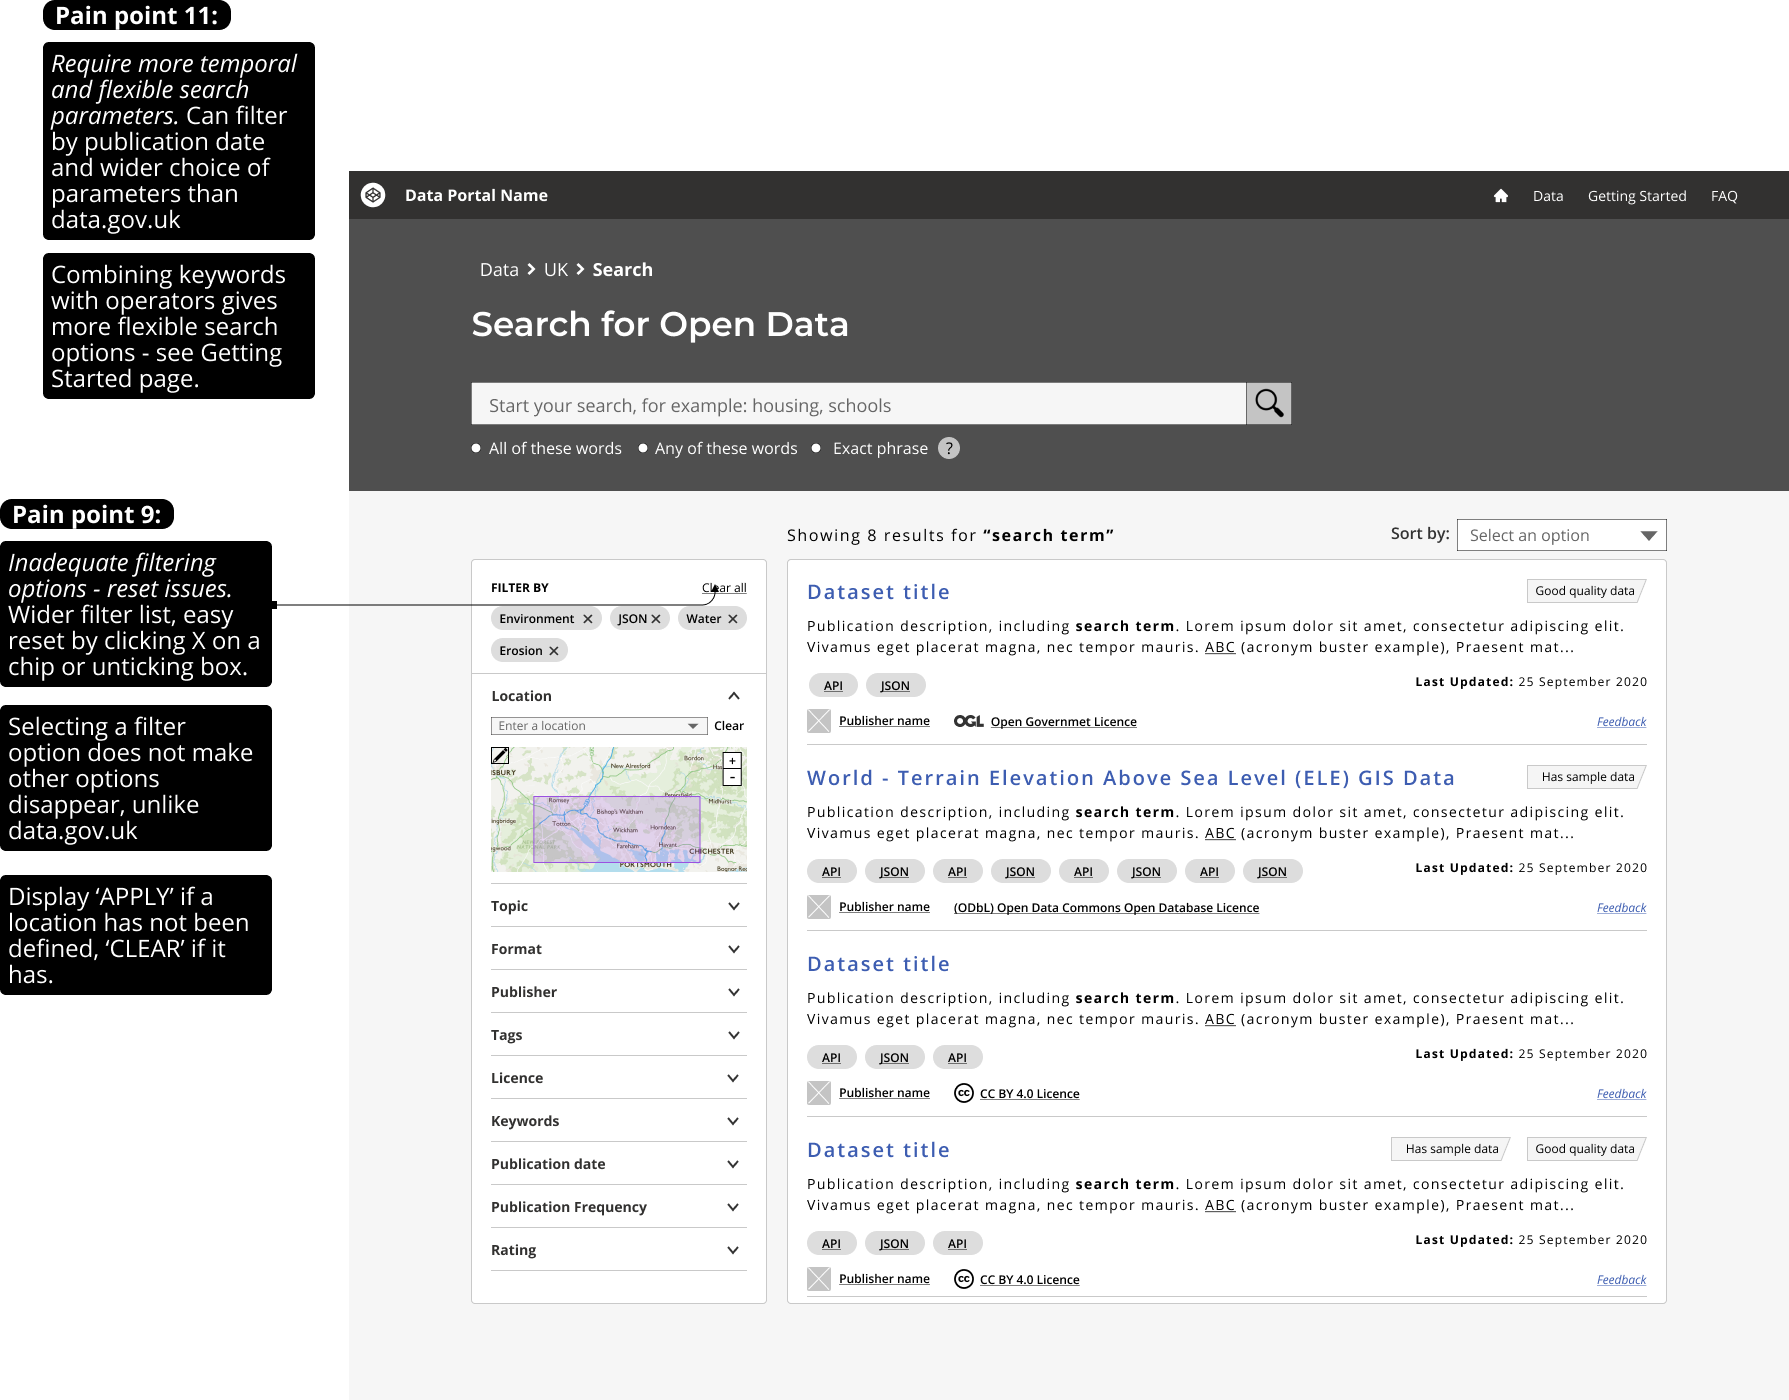 Pain point 11:
Require more temporal
and flexible search
parameters. Can filter
by publication date
and wider choice of
parameters than
data.gov.uk
Combining keywords
with operators gives
more flexible search
options - see Getting
Started page.
Pain point 9:
Inadequate filtering
options - reset issues.
Wider filter list, easy
reset by clicking X on a
chip or unticking box.
Selecting a filter
option does not make
other options
disappear, unlike
data.gov.uk
Display ‘APPLY’ if a
location has not been
defined, ‘CLEAR’ if it
has.
Data Portal Name
Data Getting Started FAQ
Data UK Search
Search for Open Data
Start your search, for example: housing, schools
All of these words Any of these words Exact phrase ?
Showing 8 results for “search term”
Sort by: Select an option
FILTER BY Clear all
Environment JSON Water
Erosion
Location
Enter a location Clear
SBURY
New Alresford
Bordon
Has
+
-
Romsey
Petersfield
Midhurst
Bishop's Waltham
ngbridge
Totton
Wickham
Horndean
gwood
Fareham
Havant
CHICHESTER
PORTSMOUTH
Bognor Reg
Topic
Format
Publisher
Tags
Licence
Keywords
Publication date
Publication Frequency
Rating
Dataset title Good quality data
Publication description, including search term. Lorem ipsum dolor sit amet, consectetur adipiscing elit.
Vivamus eget placerat magna, nec tempor mauris. ABC (acronym buster example), Praesent mat...
API JSON Last Updated: 25 September 2020
Publisher name OGL Open Governmet Licence Feedback
World - Terrain Elevation Above Sea Level (ELE) GIS Data Has sample data
Publication description, including search term. Lorem ipsum dolor sit amet, consectetur adipiscing elit.
Vivamus eget placerat magna, nec tempor mauris. ABC (acronym buster example), Praesent mat...
API JSON API JSON API JSON API JSON Last Updated: 25 September 2020
Publisher name (ODbL) Open Data Commons Open Database Licence Feedback
Dataset title
Publication description, including search term. Lorem ipsum dolor sit amet, consectetur adipiscing elit.
Vivamus eget placerat magna, nec tempor mauris. ABC (acronym buster example), Praesent mat...
API JSON API Last Updated: 25 September 2020
Publisher name cc CC BY 4.0 Licence Feedback
Dataset title Has sample data Good quality data
Publication description, including search term. Lorem ipsum dolor sit amet, consectetur adipiscing elit.
Vivamus eget placerat magna, nec tempor mauris. ABC (acronym buster example), Praesent mat...
API JSON API Last Updated: 25 September 2020
Publisher name cc CC BY 4.0 Licence Feedback